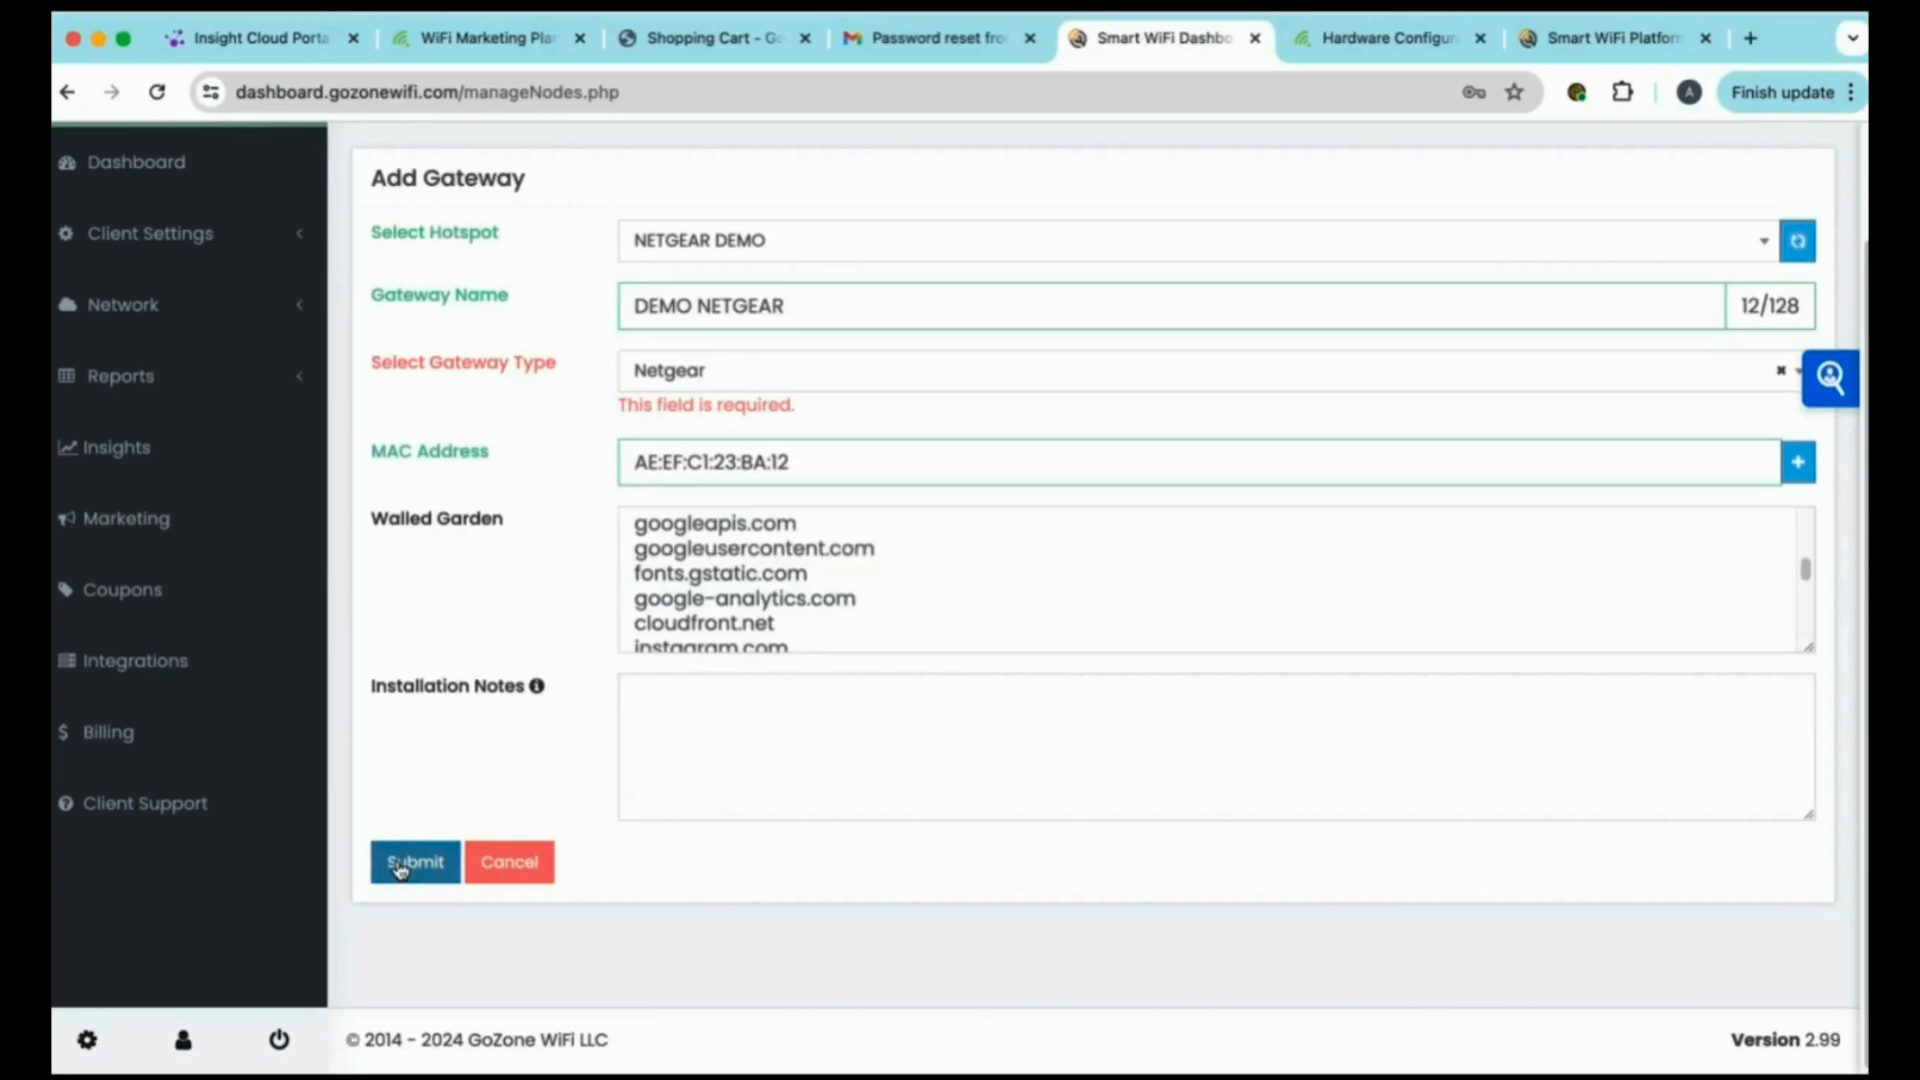 Insight Cloud Porta
WiFi Marketing Pla
Shopping Cart - G
Password reset fro
Smart WiFi Dashbo
Hardware Configur
Smart WiFi Platforn
dashboard.gozonewifi.com/manageNodes.php
A
Finish update
Dashboard
Client Settings
Network
Reports
Insights
Marketing
Coupons
Integrations
Billing
Client Support
Add Gateway
Select Hotspot
NETGEAR DEMO
Gateway Name
DEMO NETGEAR
12/128
Select Gateway Type
Netgear
This field is required.
MAC Address
AE:EF:C1:23:BA:12
Walled Garden
googleapis.com
googleusercontent.com
fonts.gstatic.com
google-analytics.com
cloudfront.net
instagram.com
Installation Notes
Submit
Cancel
© 2014 - 2024 GoZone WiFi LLC
Version 2.99